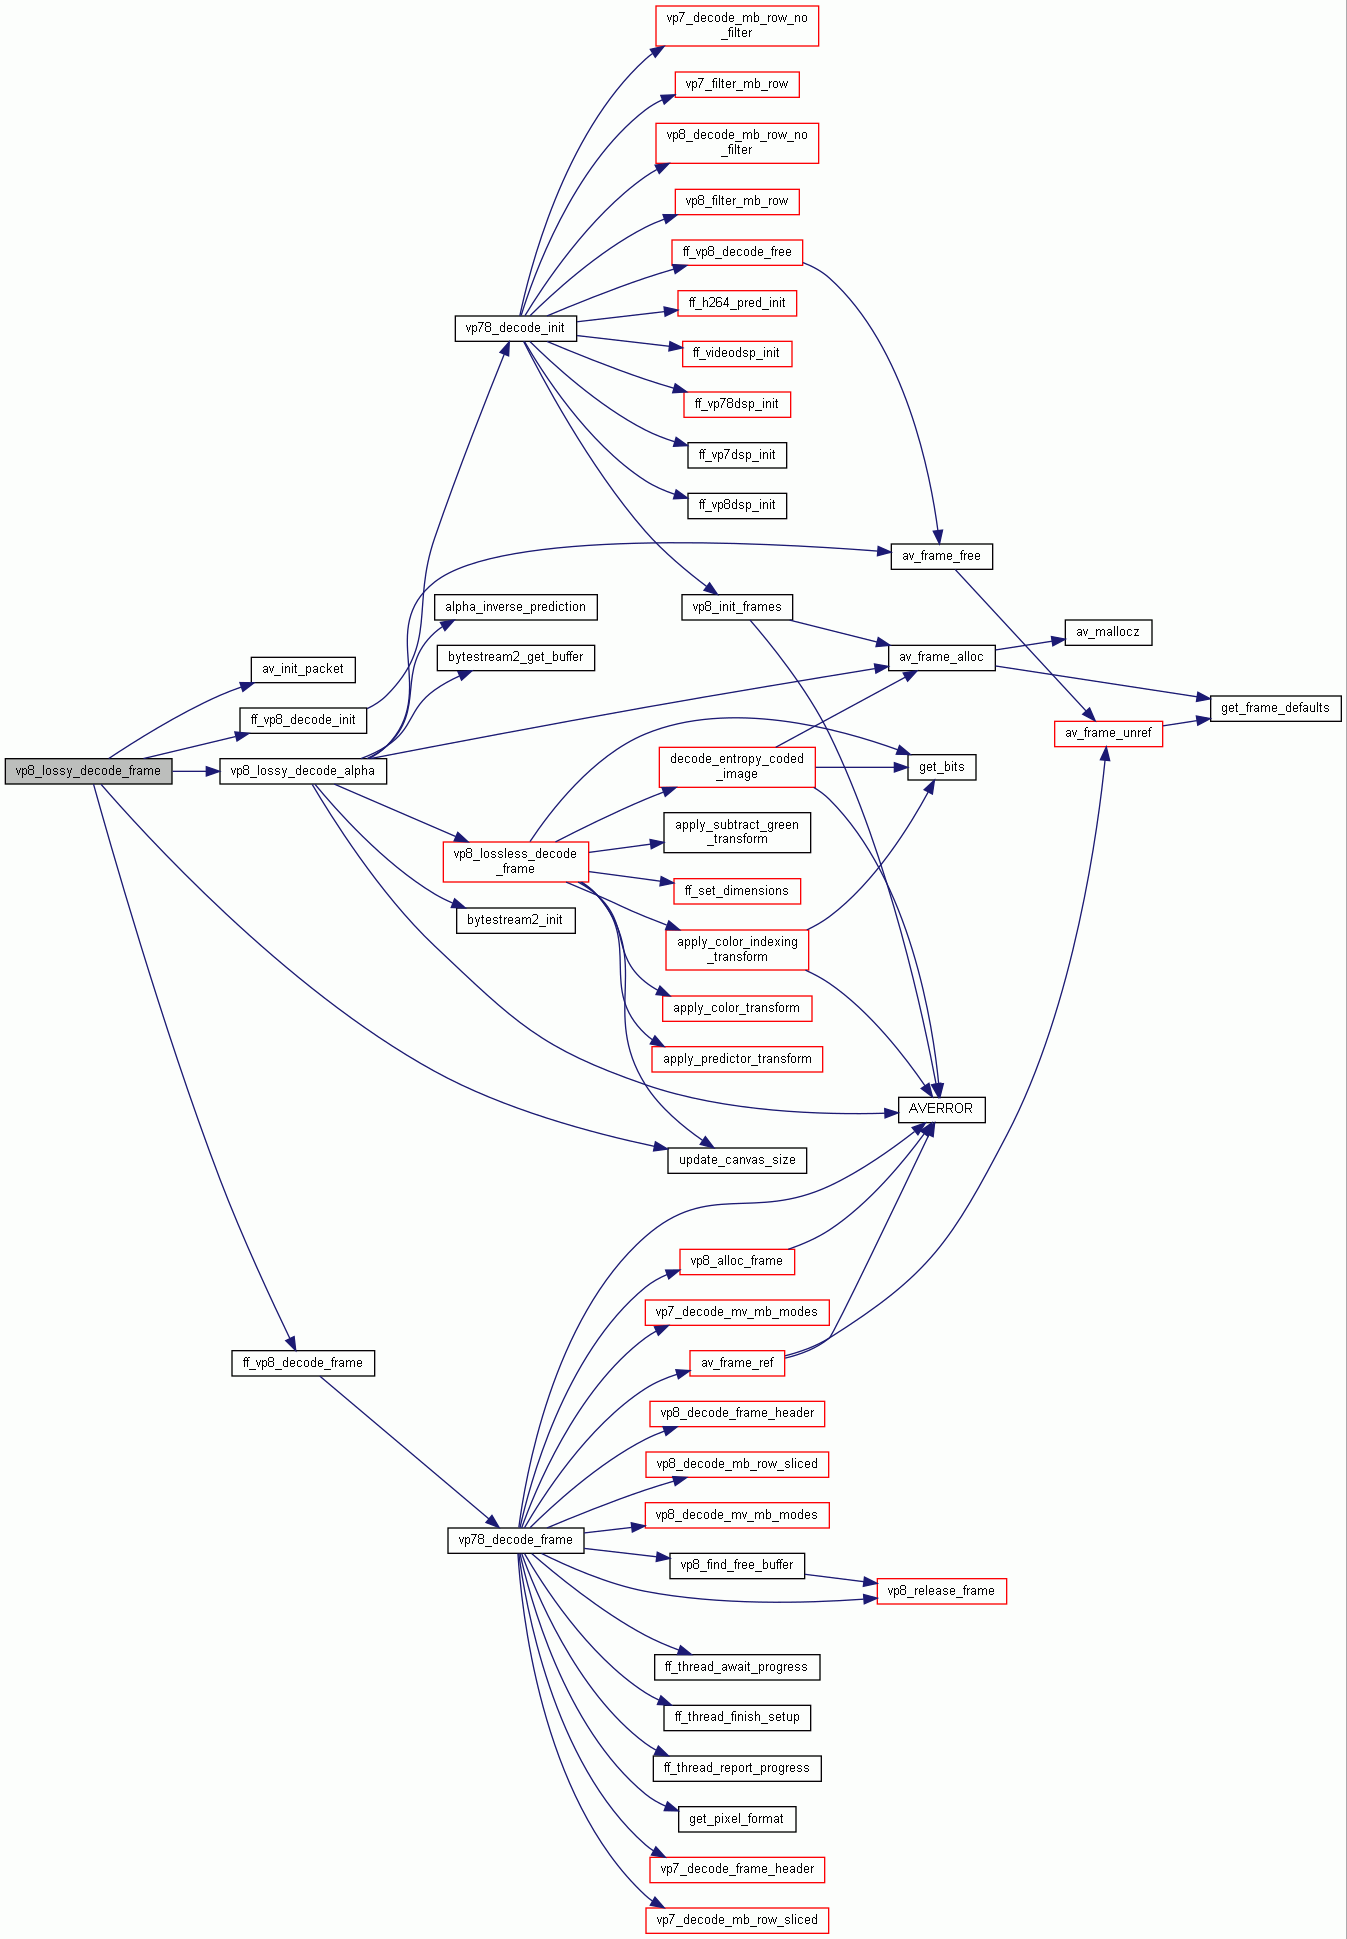 vp7_decode_mb_row_no
_filter
vp7_filter_mb_row
vp8_decode_mb_row_no
_filter
vp8_filter_mb_row
ff_vp8_decode_free
ff_h264_pred_init
vp78_decode_init
ff_videodsp_init
ff_vp78dsp_init
ff_vp7dsp_init
ff_vp8dsp_init
av_frame_free
alpha_inverse_prediction
vp8_init_frames
av_mallocz
bytestream2_get_buffer
av_frame_alloc
av_init_packet
get_frame_defaults
ff_vp8_decode_init
av_frame_unref
decode_entropy_coded
_image
get_bits
vp8_lossy_decode_frame
vp8_lossy_decode_alpha
apply_subtract_green
_transform
vp8_lossless_decode
_frame
ff_set_dimensions
bytestream2_init
apply_color_indexing
_transform
apply_color_transform
apply_predictor_transform
AVERROR
update_canvas_size
vp8_alloc_frame
vp7_decode_mv_mb_modes
ff_vp8_decode_frame
av_frame_ref
vp8_decode_frame_header
vp8_decode_mb_row_sliced
vp8_decode_mv_mb_modes
vp78_decode_frame
vp8_find_free_buffer
vp8_release_frame
ff_thread_await_progress
ff_thread_finish_setup
ff_thread_report_progress
get_pixel_format
vp7_decode_frame_header
vp7_decode_mb_row_sliced